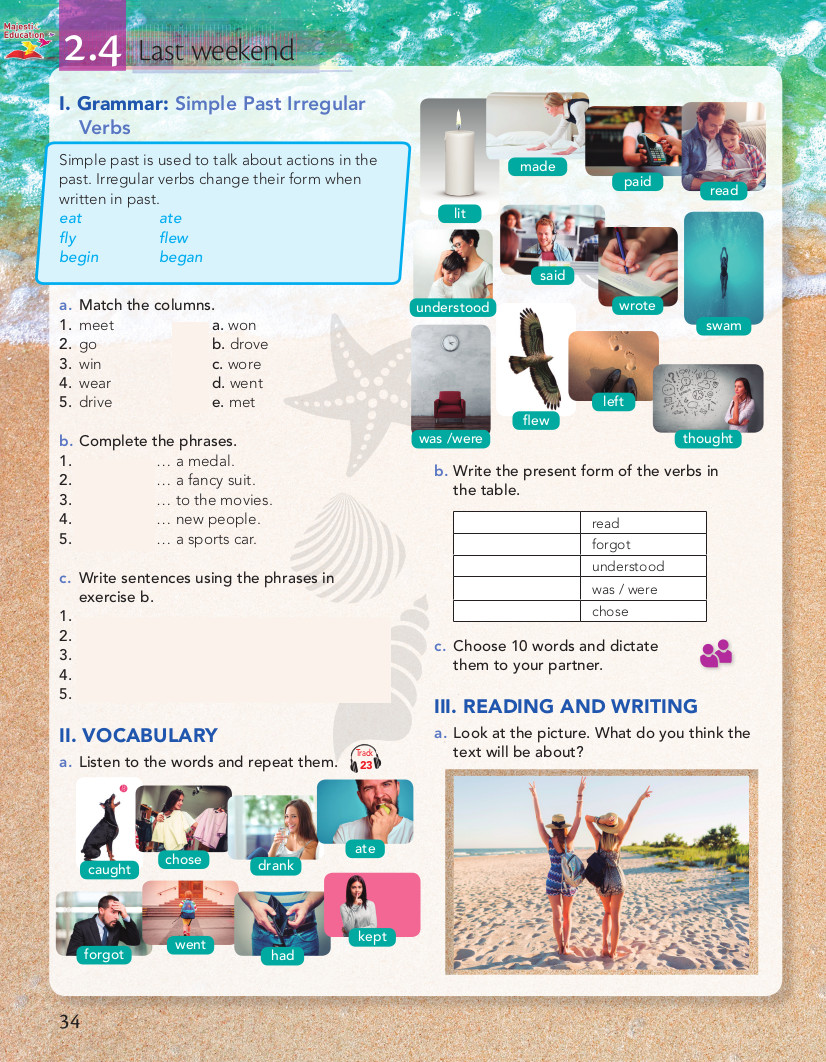 Majestic
Education
2.4 Last weekend
I. Grammar: Simple Past Irregular
Verbs
Simple past is used to talk about actions in the
past. Irregular verbs change their form when
written in past.
eat ate
fly flew
begin began
a. Match the columns.
1. meet a. won
2. go b. drove
3. win c. wore
4. wear d. went
5. drive e. met
b. Complete the phrases.
1. … a medal.
2. … a fancy suit.
3. … to the movies.
4. … new people.
5. … a sports car.
c. Write sentences using the phrases in
exercise b.
1.
2.
3.
4.
5.
II. VOCABULARY
a. Listen to the words and repeat them.
Track
23
caught
chose
drank
ate
forgot
went
had
kept
lit
made
paid
read
understood
said
wrote
swam
was /were
flew
left
thought
b. Write the present form of the verbs in
the table.
read
forgot
understood
was / were
chose
c. Choose 10 words and dictate
them to your partner.
III. READING AND WRITING
a. Look at the picture. What do you think the
text will be about?
34